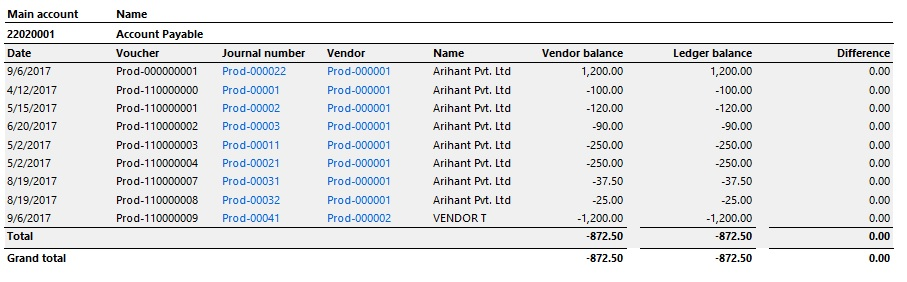 Main account Name
22020001 Account Payable
Date Voucher Journal number Vendor Name Vendor balance Ledger balance Difference
9/6/2017 Prod-000000001 Prod-000022 Prod-000001 Arihant Pvt. Ltd 1,200.00 1,200.00 0.00
4/12/2017 Prod-110000000 Prod-00001 Prod-000001 Arihant Pvt. Ltd -100.00 -100.00 0.00
5/15/2017 Prod-110000001 Prod-00002 Prod-000001 Arihant Pvt. Ltd -120.00 -120.00 0.00
6/20/2017 Prod-110000002 Prod-00003 Prod-000001 Arihant Pvt. Ltd -90.00 -90.00 0.00
5/2/2017 Prod-110000003 Prod-00011 Prod-000001 Arihant Pvt. Ltd -250.00 -250.00 0.00
5/2/2017 Prod-110000004 Prod-00021 Prod-000001 Arihant Pvt. Ltd -250.00 -250.00 0.00
8/19/2017 Prod-110000007 Prod-00031 Prod-000001 Arihant Pvt. Ltd -37.50 -37.50 0.00
8/19/2017 Prod-110000008 Prod-00032 Prod-000001 Arihant Pvt. Ltd -25.00 -25.00 0.00
9/6/2017 Prod-110000009 Prod-00041 Prod-000002 VENDOR T -1,200.00 -1,200.00 0.00
Total -872.50 -872.50 0.00
Grand total -872.50 -872.50 0.00